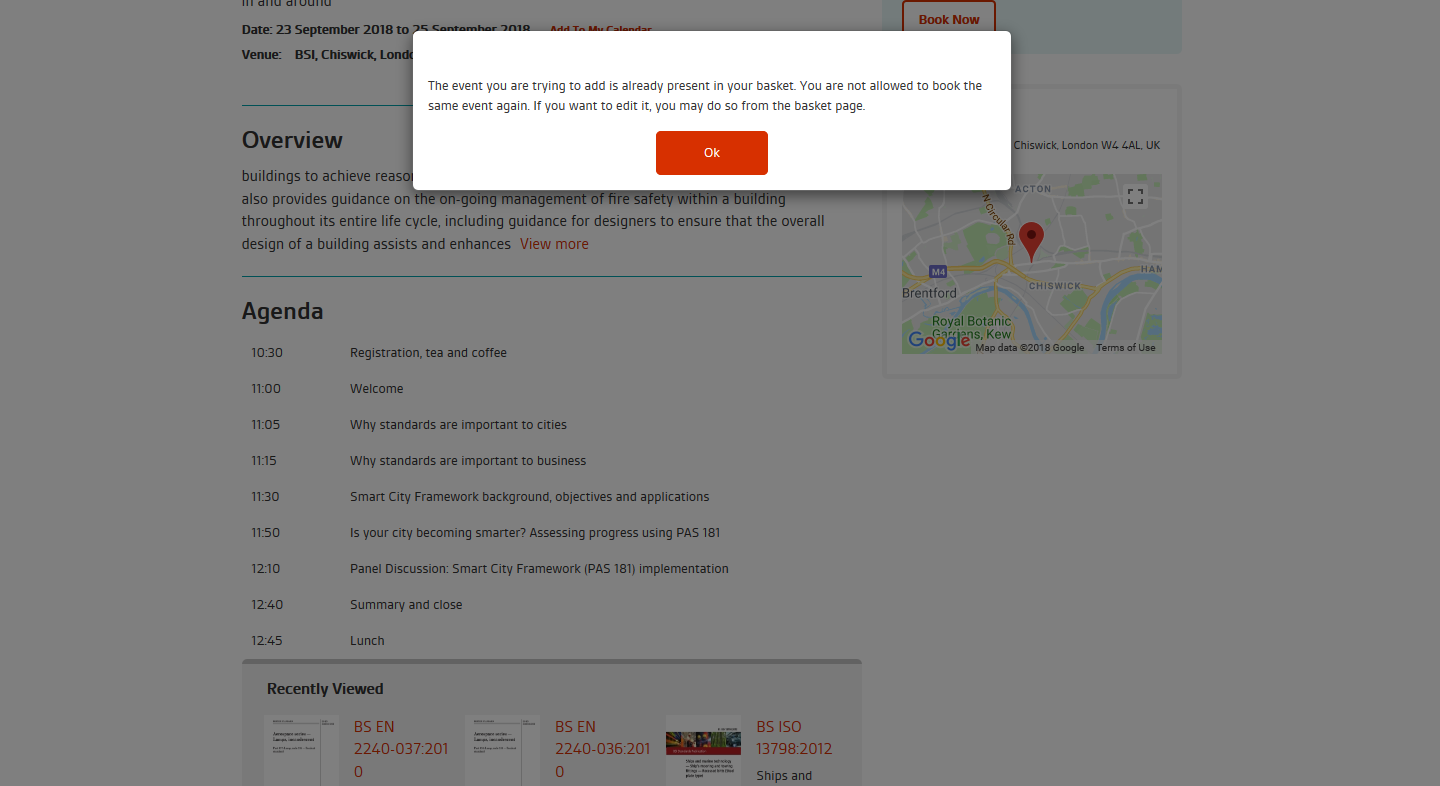 in and around
Date: 23 September 2018 to 25 September 2018 Add To My Calendar
Venue: BSI, Chiswick, London
Book Now
The event you are trying to add is already present in your basket. You are not allowed to book the
same event again. If you want to edit it, you may do so from the basket page.
Ok
Overview
buildings to achieve
also provides guidance on the on-going management of fire safety within a building
throughout its entire life cycle, including guidance for designers to ensure that the overall
design of a building assists and enhances View more
Chiswick, London W4 4AL, UK
ACTON
N Circular Rd
M4
CHISWICK
HAM
Brentford
Royal Botanic
Gardens, Kew
Google
Map data ©2018 Google Terms of Use
Agenda
10:30 Registration, tea and coffee
11:00 Welcome
11:05 Why standards are important to cities
11:15 Why standards are important to business
11:30 Smart City Framework background, objectives and applications
11:50 Is your city becoming smarter? Assessing progress using PAS 181
12:10 Panel Discussion: Smart City Framework (PAS 181) implementation
12:40 Summary and close
12:45 Lunch
Recently Viewed
BS EN
2240-037:201
0
BS EN
2240-036:201
0
BS ISO
13798:2012
Ships and